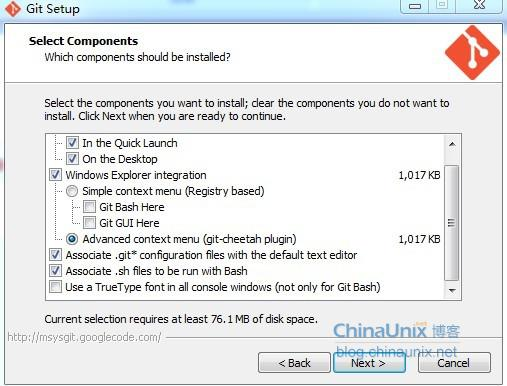 Git Setup
Select Components
Which components should be installed?
Select the components you want to install; clear the components you do not want to
install. Click Next when you are ready to continue.
In the Quick Launch
On the Desktop
Windows Explorer integration 1,017 KB
Simple context menu (Registry based)
Git Bash Here
Git GUI Here
Advanced context menu (git-cheetah plugin) 1,017 KB
Associate .git* configuration files with the default text editor
Associate .sh files to be run with Bash
Use a TrueType font in all console windows (not only for Git Bash)
Current selection requires at least 76.1 MB of disk space.
ChinaUnix.net 博客
http://msysgit.googlecode.com/
blog.chinaunix.net
< Back
Next >
Cancel